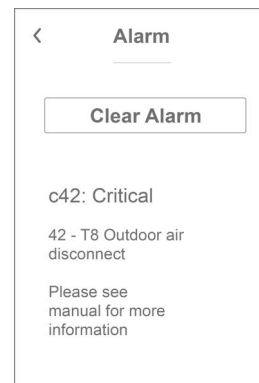 Alarm
Clear Alarm
c42: Critical
42 - T8 Outdoor air
disconnect
Please see
manual for more
information